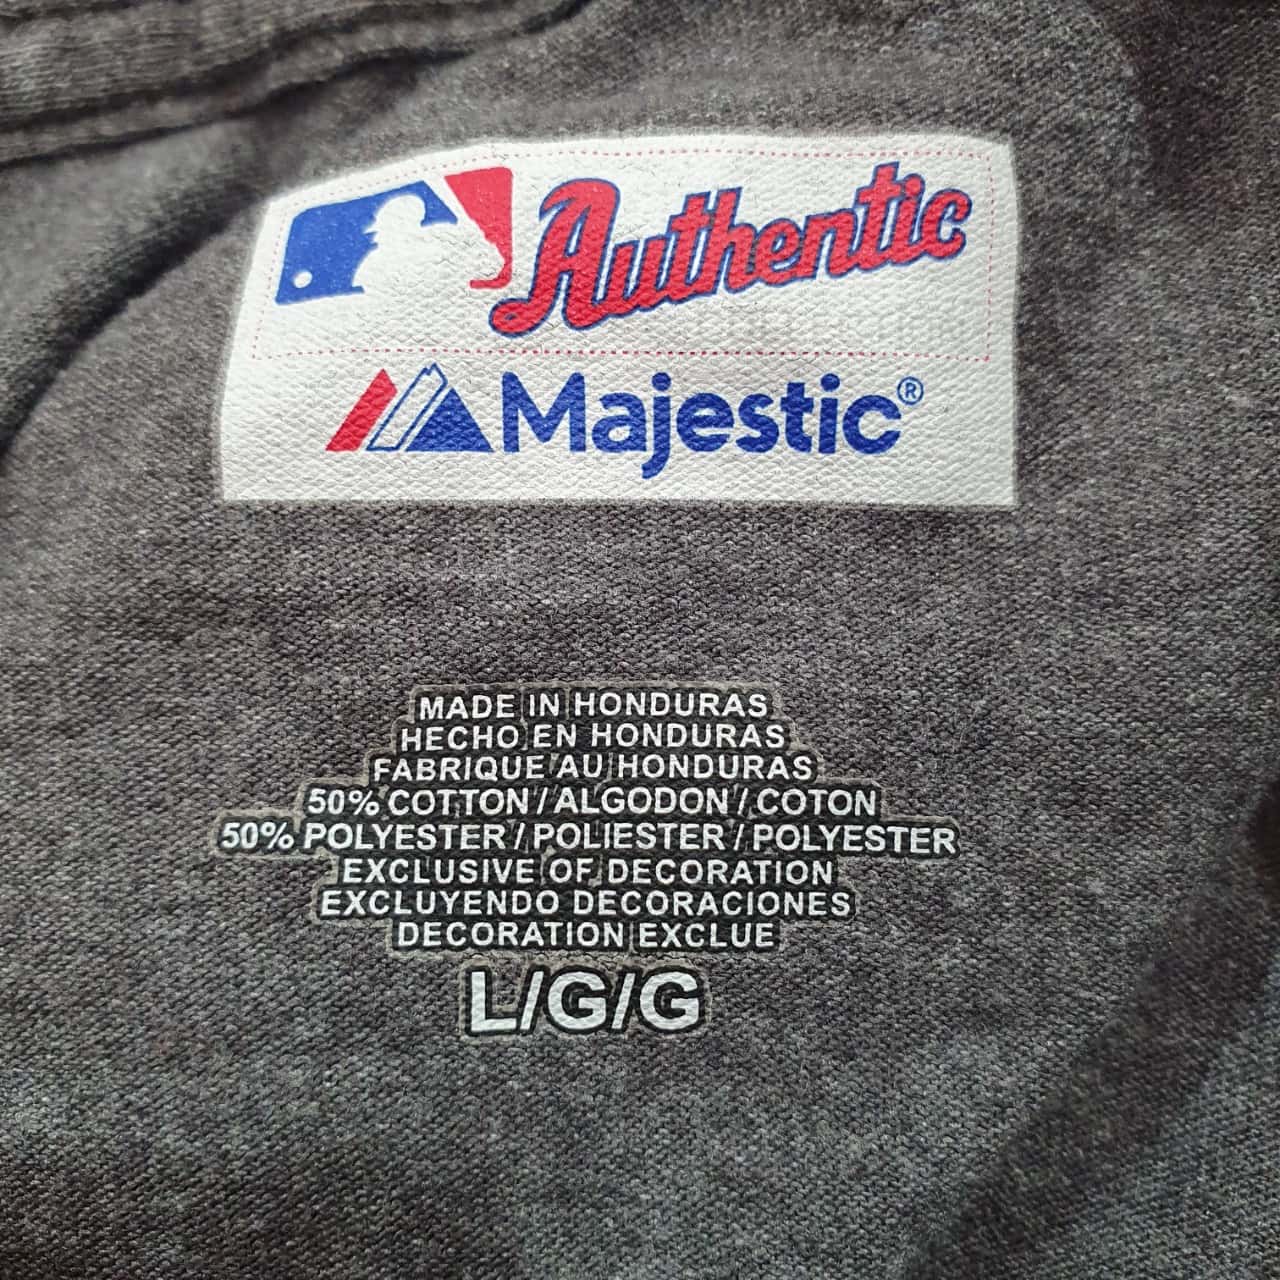 Authentic
Majestic®
MADE IN HONDURAS
HECHO EN HONDURAS
FABRIQUE AU HONDURAS
50% COTTON / ALGODON / COTON
50% POLYESTER / POLIESTER / POLYESTER
EXCLUSIVE OF DECORATION
EXCLUYENDO DECORACIONES
DECORATION EXCLUE
L/G/G